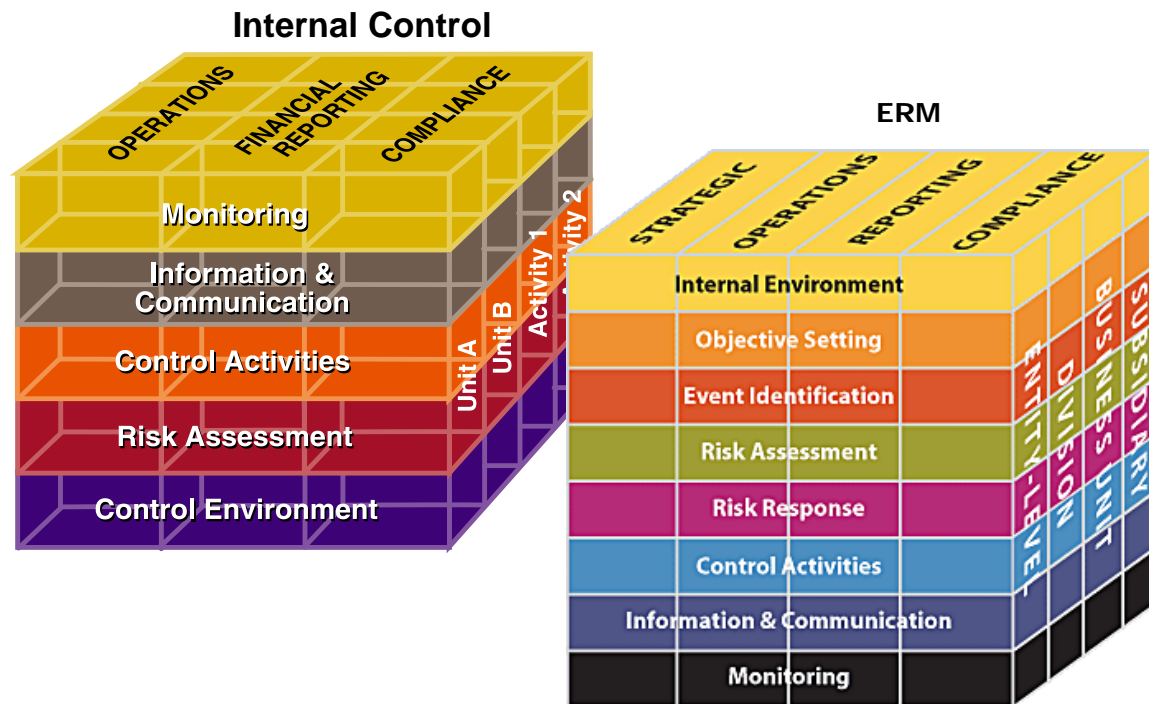 Internal Control
OPERATIONS
FINANCIAL
REPORTING
COMPLIANCE
Monitoring
Information &
Communication
Control Activities
Risk Assessment
Control Environment
Unit A
Unit B
Activity 1
ivity 2
ERM
STRATEGIC
OPERATIONS
REPORTING
COMPLIANCE
Internal Environment
Objective Setting
Event Identification
Risk Assessment
Risk Response
Control Activities
Information & Communication
Monitoring
ENTITY-LEVEL
DIVISION
BUSINESS UNIT
SUBSIDIARY